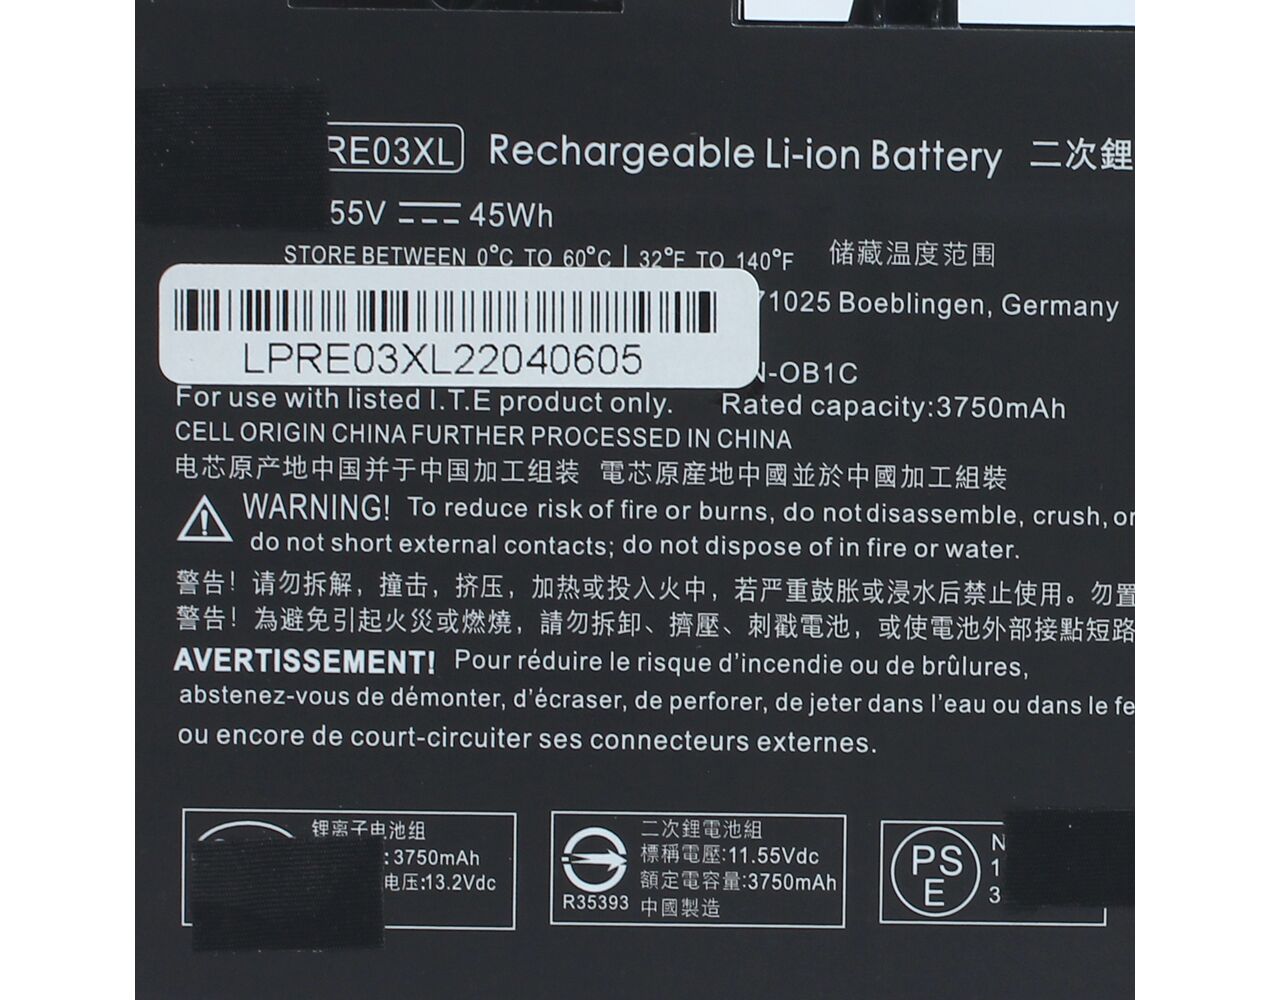 RE03XL Rechargeable Li-ion Battery 二次鋰
55V 45Wh
STORE BETWEEN 0°C TO 60°C | 32°F TO 140°F 储藏温度范围
71025 Boeblingen, Germany
LPRE03XL22040605
N-OB1C
For use with listed I.T.E product only. Rated capacity:3750mAh
CELL ORIGIN CHINA FURTHER PROCESSED IN CHINA
电芯原产地中国并于中国加工组装 電芯原産地中國並於中國加工組裝
WARNING! To reduce risk of fire or burns, do not disassemble, crush, or
do not short external contacts; do not dispose of in fire or water.
警告！请勿拆解，撞击，挤压，加热或投入火中，若严重鼓胀或浸水后禁止使用。勿置
警告！為避免引起火災或燃燒，請勿拆卸、擠壓、刺戳電池，或使電池外部接點短路
AVERTISSEMENT! Pour réduire le risque d'incendie ou de brûlures,
abstenez-vous de démonter, d'écraser, de perforer, de jeter dans l'eau ou dans le fe
ou encore de court-circuiter ses connecteurs externes.
锂离子电池组
: 3750mAh
电压:13.2Vdc
二次鋰電池組
標稱電壓:11.55Vdc
額定電容量:3750mAh
R35393 中國製造
PS
E
N
1
3